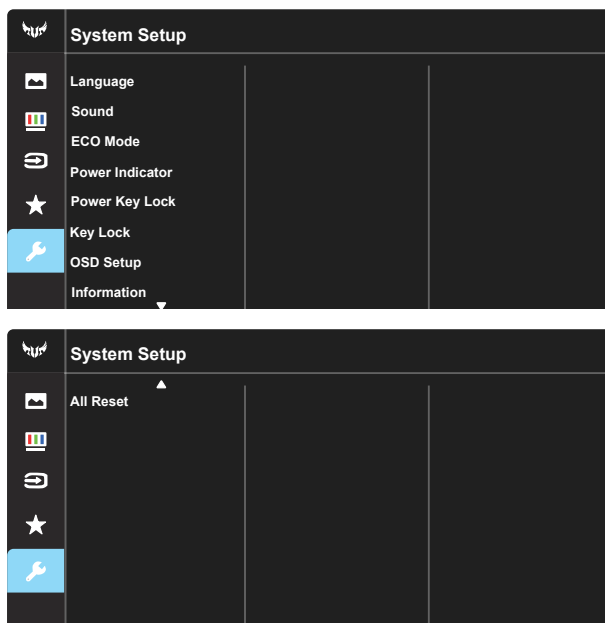 System Setup
Language
Sound
ECO Mode
Power Indicator
Power Key Lock
Key Lock
OSD Setup
Information
System Setup
All Reset